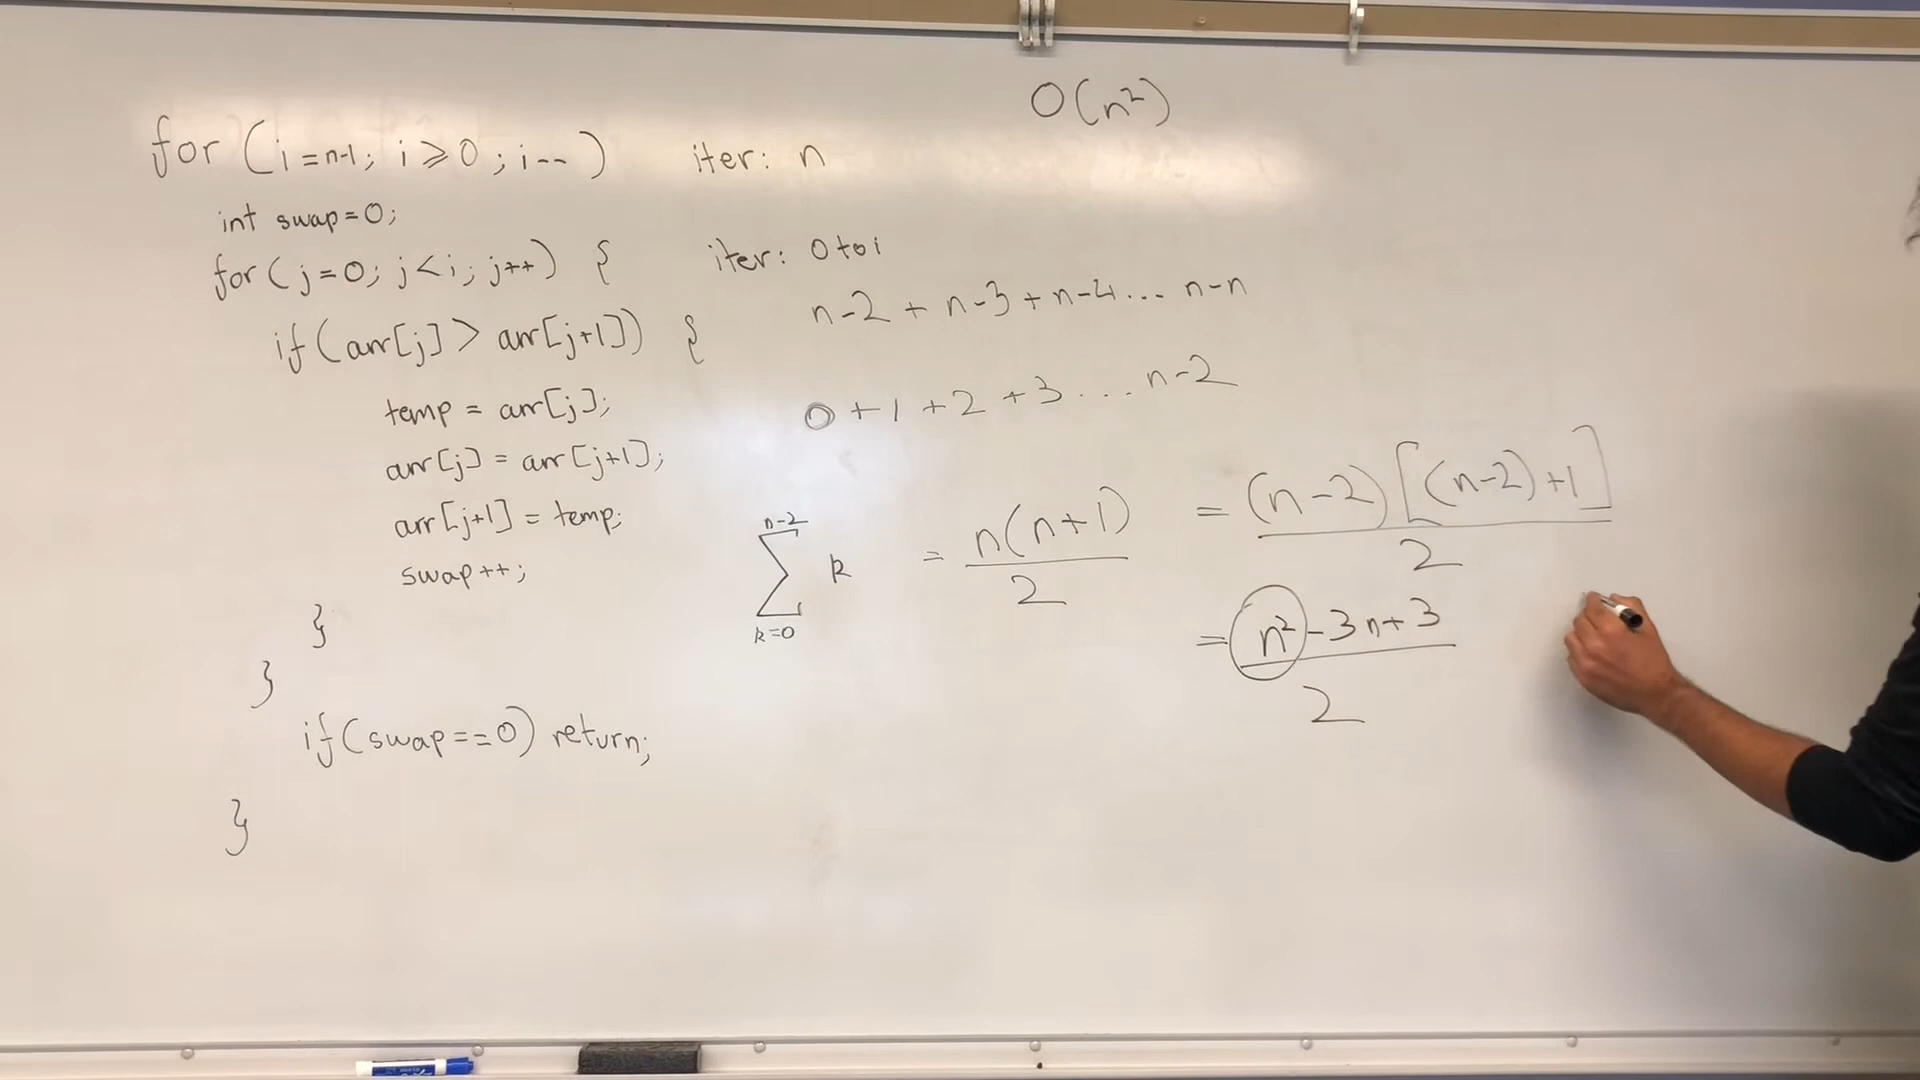 O(n²)
for (i=n-1; i≥0; i--) iter: n
int swap=0;
for (j=0; j<i; j++) { iter: 0 to i
n-2 + n-3 + n-4... n-n
if (arr[j] > arr[j+1]) {
0+1+2+3... n-2
temp = arr[j];
arr[j] = arr[j+1];
arr[j+1] = temp;
swap++;
n-2
∑ k = n(n+1) / 2 = (n-2)[(n-2)+1] / 2
k=0
= n²-3n+3 / 2
}
}
if (swap==0) return;
}